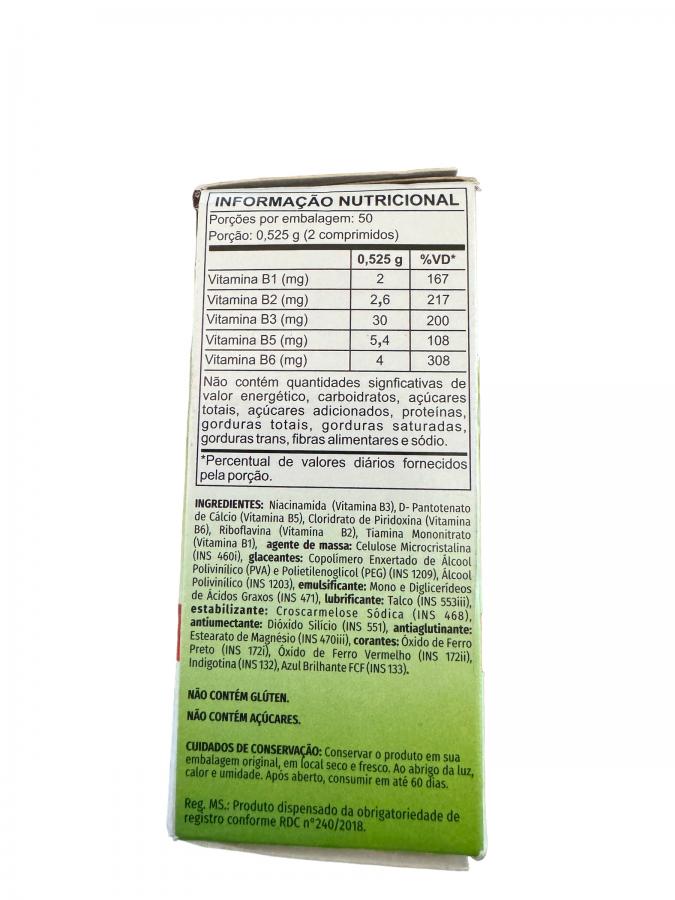 INFORMAÇÃO NUTRICIONAL
Porções por embalagem: 50
Porção: 0,525 g (2 comprimidos)
0,525 g %VD*
Vitamina B1 (mg) 2 167
Vitamina B2 (mg) 2,6 217
Vitamina B3 (mg) 30 200
Vitamina B5 (mg) 5,4 108
Vitamina B6 (mg) 4 308
Não contém quantidades signficativas de
valor energético, carboidratos, açúcares
totais, açúcares adicionados, proteínas,
gorduras totais, gorduras saturadas,
gorduras trans, fibras alimentares e sódio.
*Percentual de valores diários fornecidos
pela porção.
INGREDIENTES: Niacinamida (Vitamina B3), D- Pantotenato
de Cálcio (Vitamina B5), Cloridrato de Piridoxina (Vitamina
B6), Riboflavina (Vitamina B2), Tiamina Mononitrato
(Vitamina B1), agente de massa: Celulose Microcristalina
(INS 460i), glaceantes: Copolímero Enxertado de Álcool
Polivinílico (PVA) e Polietilenoglicol (PEG) (INS 1209), Álcool
Polivinílico (INS 1203), emulsificante: Mono e Diglicerídeos
de Ácidos Graxos (INS 471), lubrificante: Talco (INS 553iii),
estabilizante: Croscarmelose Sódica (INS 468),
antiumectante: Dióxido Silício (INS 551), antiaglutinante:
Estearato de Magnésio (INS 470iii), corantes: Óxido de Ferro
Preto (INS 172i), Óxido de Ferro Vermelho (INS 172ii),
Indigotina (INS 132), Azul Brilhante FCF (INS 133).
NÃO CONTÉM GLÚTEN.
NÃO CONTÉM AÇÚCARES.
CUIDADOS DE CONSERVAÇÃO: Conservar o produto em sua
embalagem original, em local seco e fresco. Ao abrigo da luz,
calor e umidade. Após aberto, consumir em até 60 dias.
Reg. MS.: Produto dispensado da obrigatoriedade de
registro conforme RDC n°240/2018.